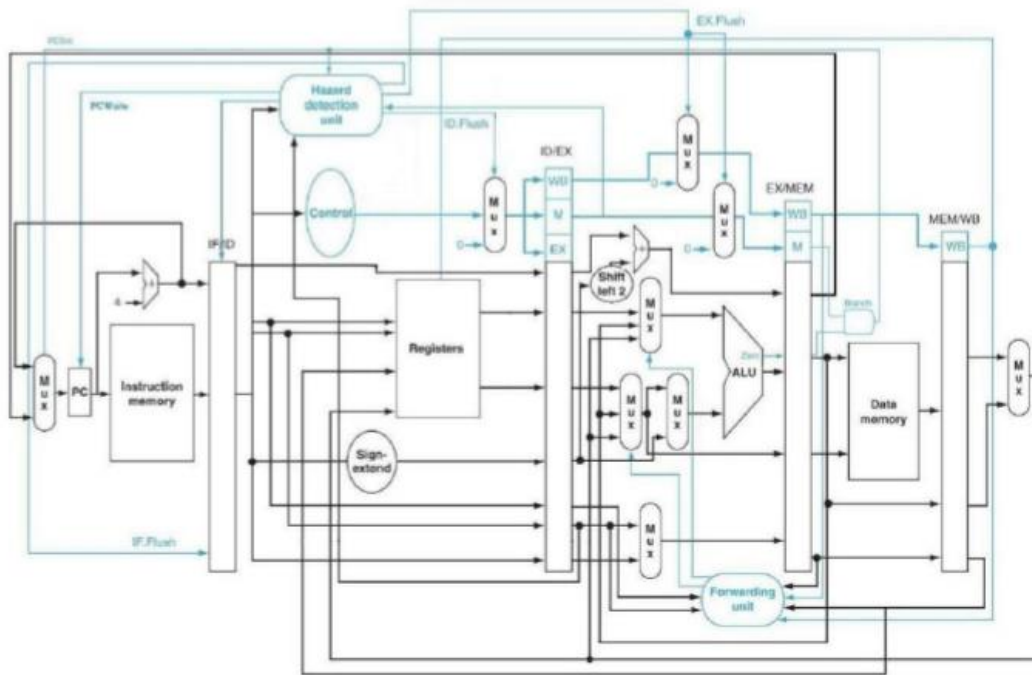 EX.Flush
PCSrc
Hazard
detection
unit
PCWrite
ID.Flush
ID/EX
M
u
x
WB
0
EX/MEM
M
u
x
M
u
x
Control
M
0
WB
MEM/WB
0
EX
M
WB
IF/ID
Shift
left 2
Branch
4
M
u
x
Registers
Zero
M
u
x
PC
Instruction
memory
ALU
M
u
x
M
u
x
M
u
x
Data
memory
Sign-
extend
M
u
x
IF.Flush
Forwarding
unit